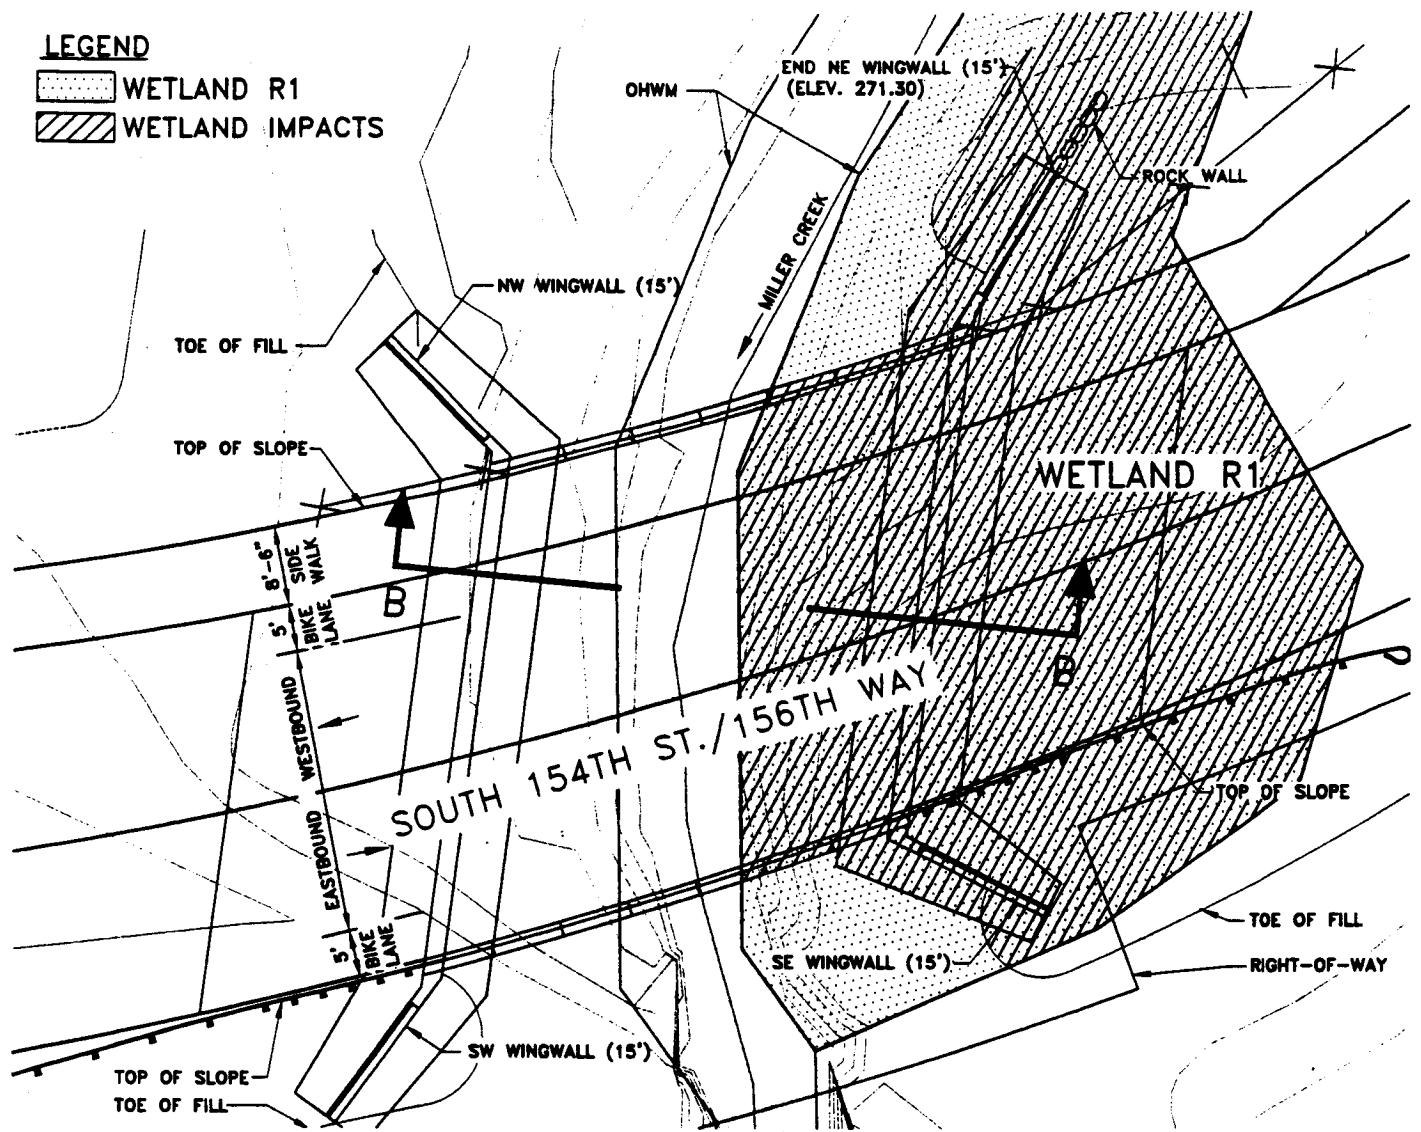 LEGEND
WETLAND R1
WETLAND IMPACTS
OHWM
END NE WINGWALL (15')
(ELEV. 271.30)
ROCK WALL
MILLER CREEK
NW WINGWALL (15')
TOE OF FILL
TOP OF SLOPE
WETLAND R1
8'-6"
SIDE
WALK
B
5'
BIKE
LANE
B
WESTBOUND
SOUTH 154TH ST./156TH WAY
TOP OF SLOPE
EASTBOUND
5'
BIKE
LANE
TOE OF FILL
SE WINGWALL (15')
RIGHT-OF-WAY
SW WINGWALL (15')
TOP OF SLOPE
TOE OF FILL